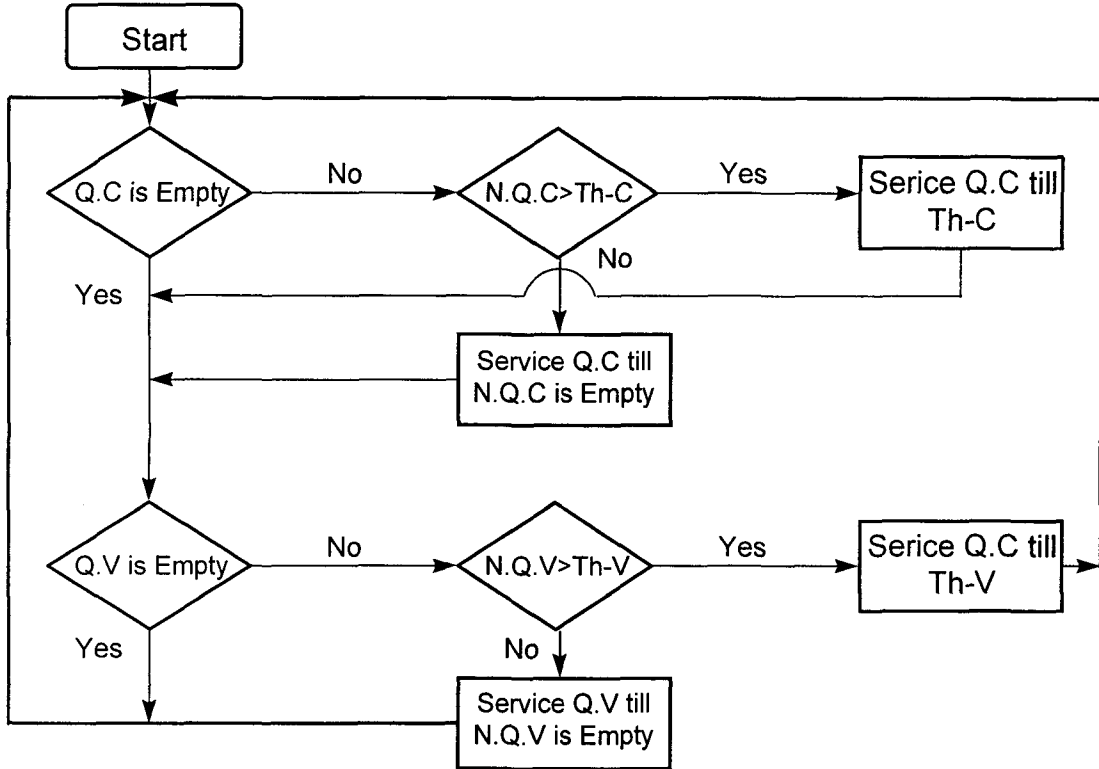 Start
Q.C is Empty
No
N.Q.C>Th-C
Yes
Serice Q.C till
Th-C
No
Yes
Service Q.C till
N.Q.C is Empty
Q.V is Empty
No
N.Q.V>Th-V
Yes
Serice Q.C till
Th-V
Yes
No
Service Q.V till
N.Q.V is Empty